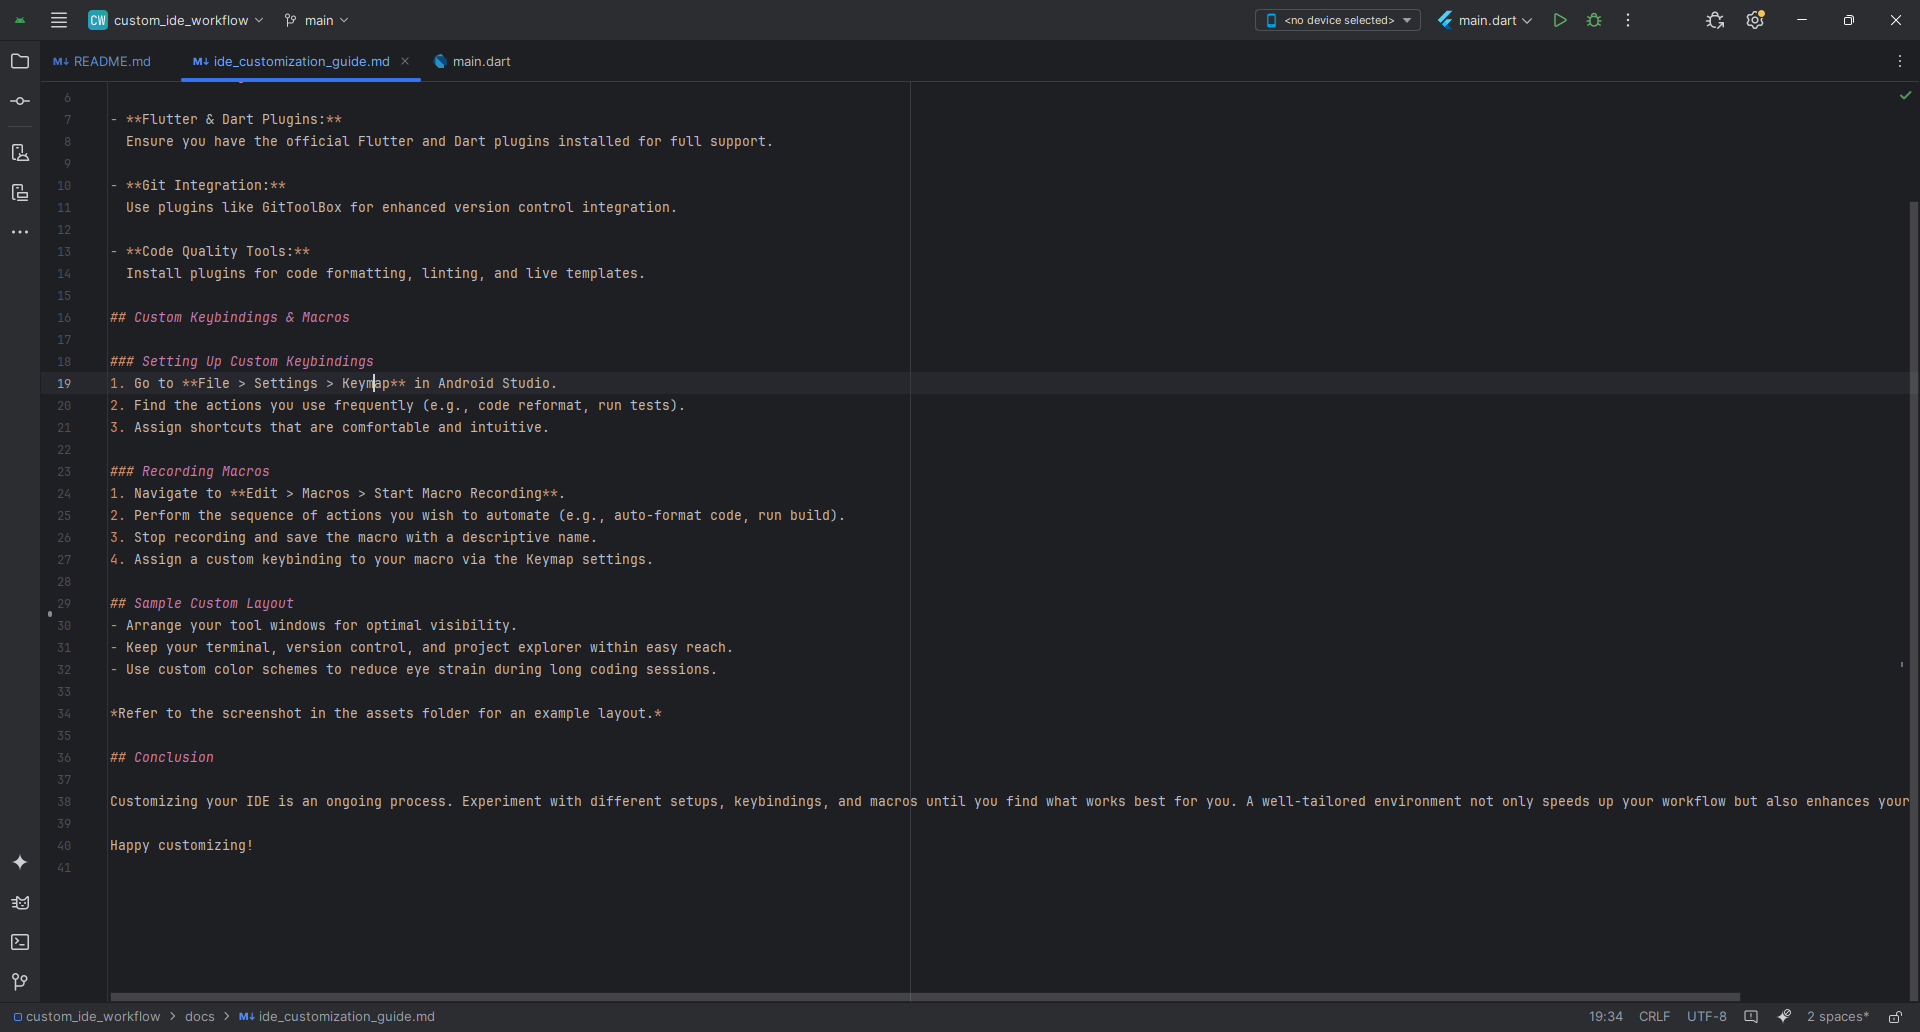 CW custom_ide_workflow main <no device selected> main.dart
M↓ README.md M↓ ide_customization_guide.md main.dart
6
7 - **Flutter & Dart Plugins:**
8 Ensure you have the official Flutter and Dart plugins installed for full support.
9
10 - **Git Integration:**
11 Use plugins like GitToolBox for enhanced version control integration.
12
13 - **Code Quality Tools:**
14 Install plugins for code formatting, linting, and live templates.
15
16 ## Custom Keybindings & Macros
17
18 ### Setting Up Custom Keybindings
19 1. Go to **File > Settings > Keymap** in Android Studio.
20 2. Find the actions you use frequently (e.g., code reformat, run tests).
21 3. Assign shortcuts that are comfortable and intuitive.
22
23 ### Recording Macros
24 1. Navigate to **Edit > Macros > Start Macro Recording**.
25 2. Perform the sequence of actions you wish to automate (e.g., auto-format code, run build).
26 3. Stop recording and save the macro with a descriptive name.
27 4. Assign a custom keybinding to your macro via the Keymap settings.
28
29 ## Sample Custom Layout
30 - Arrange your tool windows for optimal visibility.
31 - Keep your terminal, version control, and project explorer within easy reach.
32 - Use custom color schemes to reduce eye strain during long coding sessions.
33
34 *Refer to the screenshot in the assets folder for an example layout.*
35
36 ## Conclusion
37
38 Customizing your IDE is an ongoing process. Experiment with different setups, keybindings, and macros until you find what works best for you. A well-tailored environment not only speeds up your workflow but also enhances your
39
40 Happy customizing!
41
custom_ide_workflow > docs > M↓ ide_customization_guide.md 19:34 CRLF UTF-8 2 spaces*